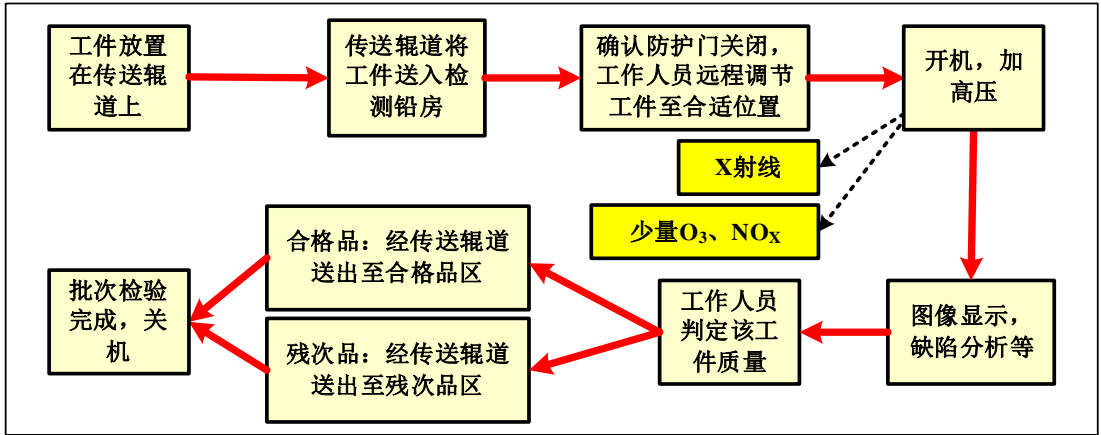 工件放置
在传送辊
道上
传送辊道将
工件送入检
测铅房
确认防护门关闭，
工作人员远程调节
工件至合适位置
开机，加
高压
X射线
少量O₃、NOₓ
图像显示，
缺陷分析等
工作人员
判定该工
件质量
合格品：经传送辊道
送出至合格品区
残次品：经传送辊道
送出至残次品区
批次检验
完成，关
机